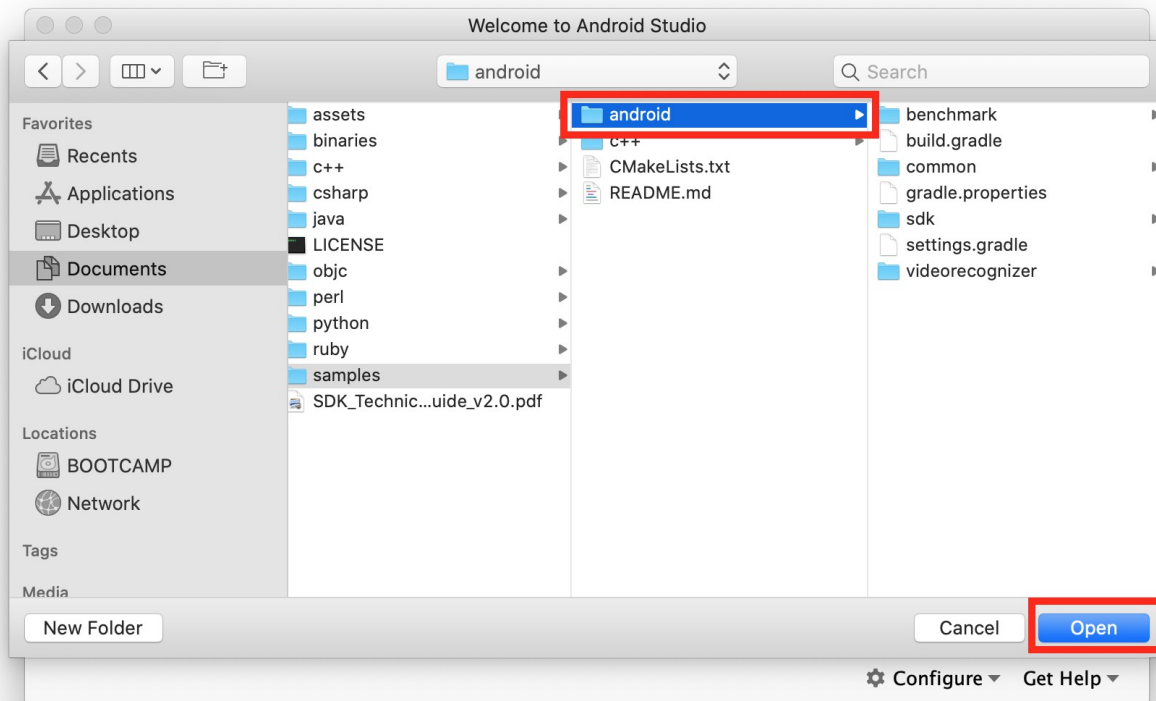 Welcome to Android Studio
android
Search
Favorites
Recents
Applications
Desktop
Documents
Downloads
iCloud
iCloud Drive
Locations
BOOTCAMP
Network
Tags
Media
assets
binaries
c++
csharp
java
LICENSE
objc
perl
python
ruby
samples
SDK_Technic...uide_v2.0.pdf
android
c++
CMakeLists.txt
README.md
benchmark
build.gradle
common
gradle.properties
sdk
settings.gradle
videorecognizer
New Folder
Cancel
Open
Configure
Get Help